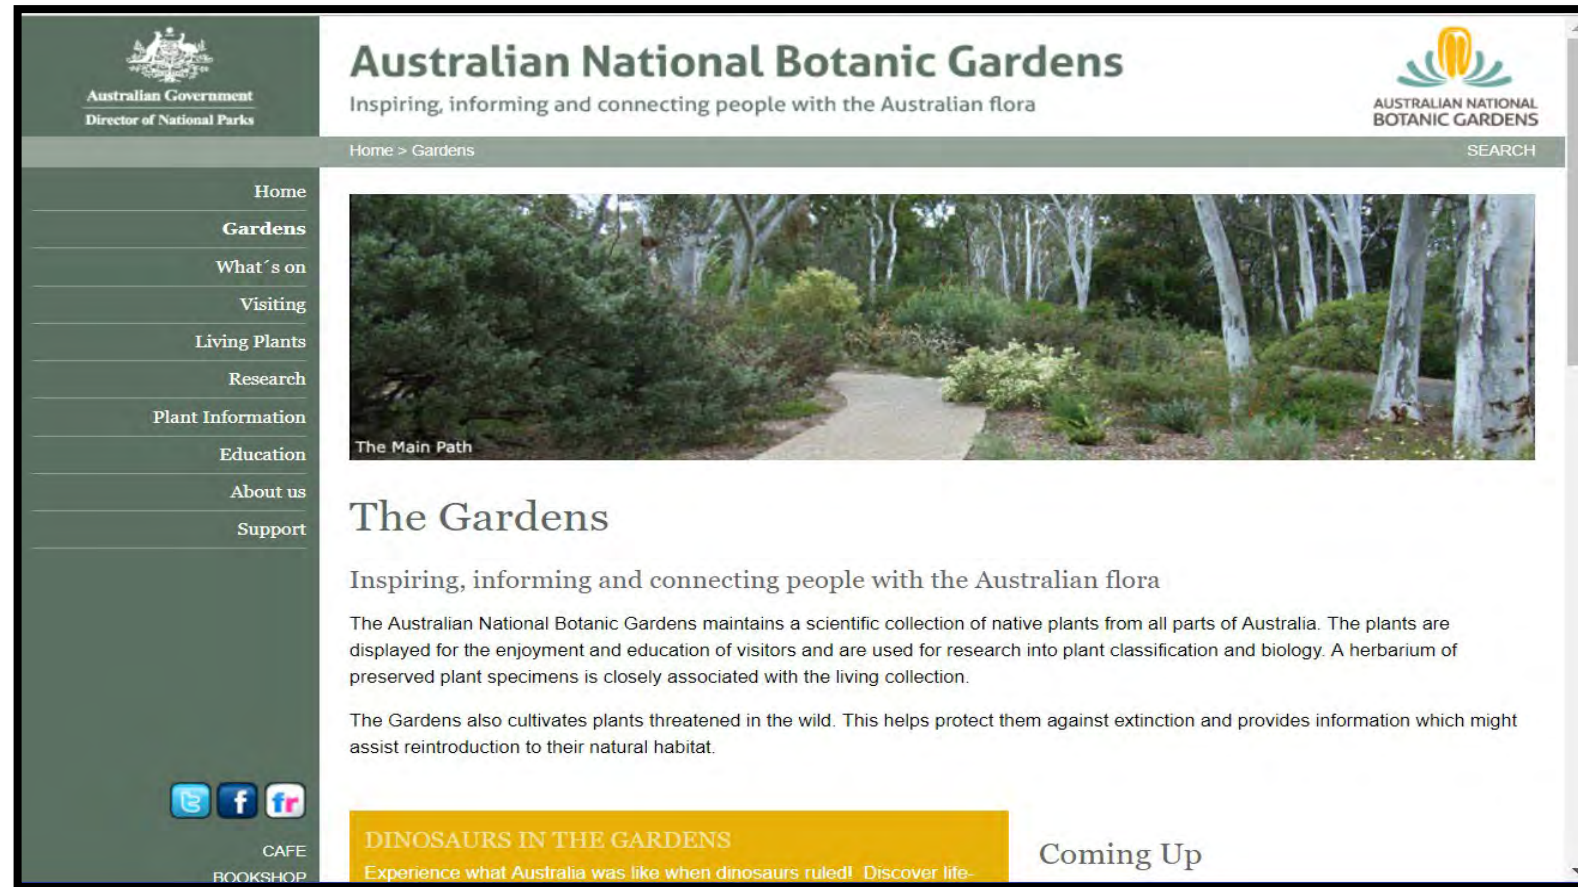 Australian Government
Director of National Parks
Australian National Botanic Gardens
Inspiring, informing and connecting people with the Australian flora
AUSTRALIAN NATIONAL
BOTANIC GARDENS
Home > Gardens
SEARCH
Home
Gardens
What´s on
Visiting
Living Plants
Research
Plant Information
Education
About us
Support
CAFE
BOOKSHOP
The Main Path
The Gardens
Inspiring, informing and connecting people with the Australian flora
The Australian National Botanic Gardens maintains a scientific collection of native plants from all parts of Australia. The plants are
displayed for the enjoyment and education of visitors and are used for research into plant classification and biology. A herbarium of
preserved plant specimens is closely associated with the living collection.
The Gardens also cultivates plants threatened in the wild. This helps protect them against extinction and provides information which might
assist reintroduction to their natural habitat.
DINOSAURS IN THE GARDENS
Experience what Australia was like when dinosaurs ruled! Discover life-
Coming Up